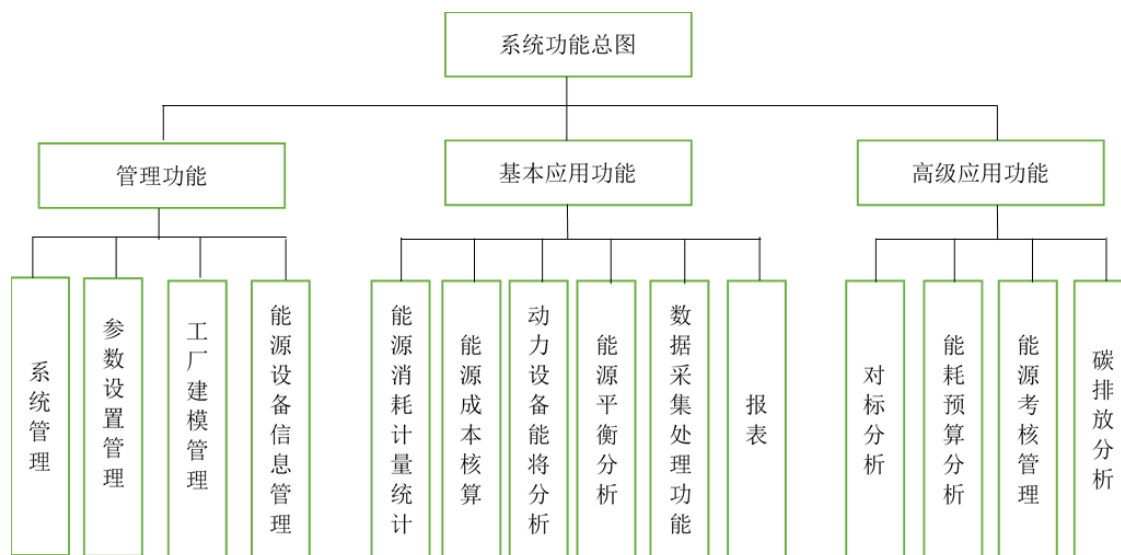 系统功能总图
管理功能
基本应用功能
高级应用功能
系统管理
参数设置管理
工厂建模管理
能源设备信息管理
能源消耗计量统计
能源成本核算
动力设备能将分析
能源平衡分析
数据采集处理功能
报表
对标分析
能耗预算分析
能源考核管理
碳排放分析